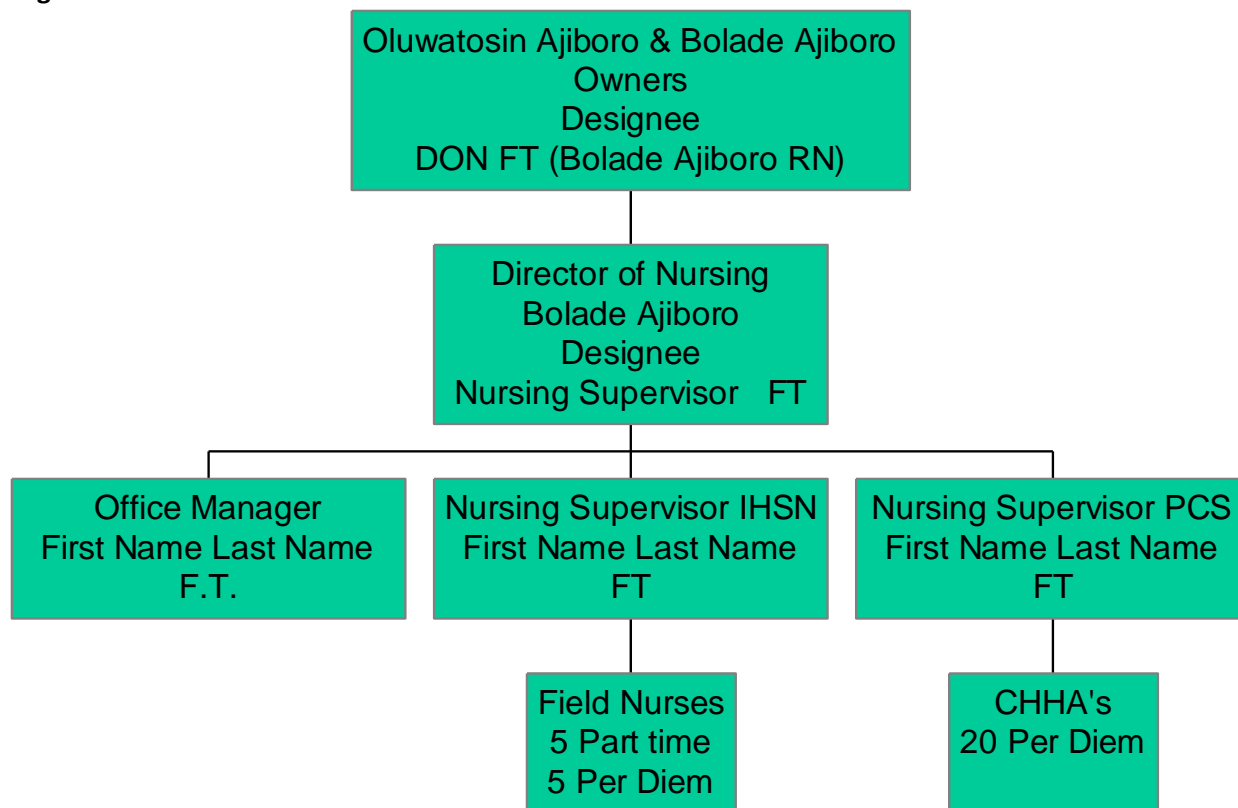 g
Oluwatosin Ajiboro & Bolade Ajiboro
Owners
Designee
DON FT (Bolade Ajiboro RN)
Director of Nursing
Bolade Ajiboro
Designee
Nursing Supervisor FT
Office Manager
First Name Last Name
F.T.
Nursing Supervisor IHSN
First Name Last Name
FT
Nursing Supervisor PCS
First Name Last Name
FT
Field Nurses
5 Part time
5 Per Diem
CHHA's
20 Per Diem